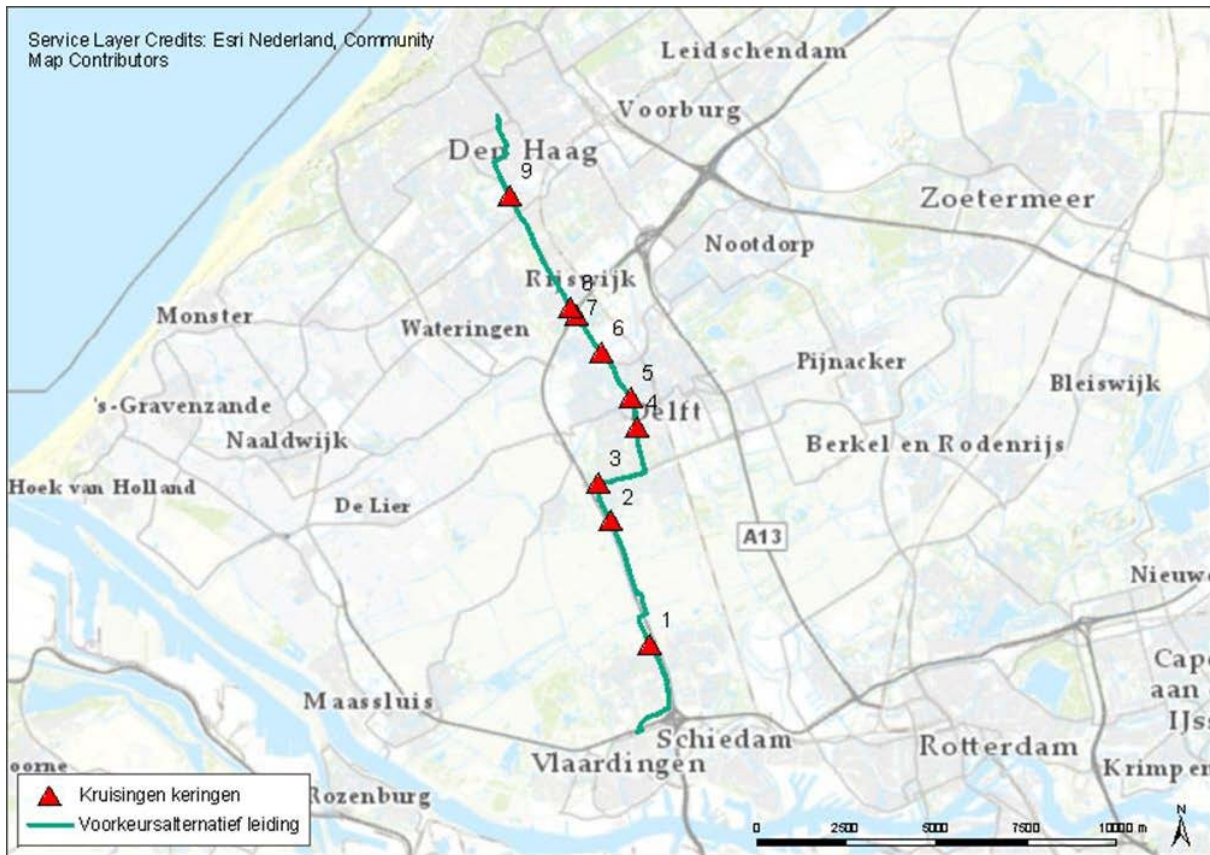 Service Layer Credits: Esri Nederland, Community
Map Contributors
Leidschendam
Voorburg
Den Haag
9
Zoetermeer
Nootdorp
Rijswijk
8
Monster
7
Wateringen
6
Pijnacker
5
Bleiswijk
's-Gravenzande
4
Delft
Naaldwijk
Berkel en Rodenrijs
3
Hoek van Holland
2
De Lier
A13
Nieuwe
1
Maassluis
Cape
aan
IJss
Schiedam
Rotterdam
Vlaardingen
oorne
Krimpen
Rozenburg
Kruisingen keringen
Voorkeursalternatief leiding
0 2500 5000 7500 10000 m
N